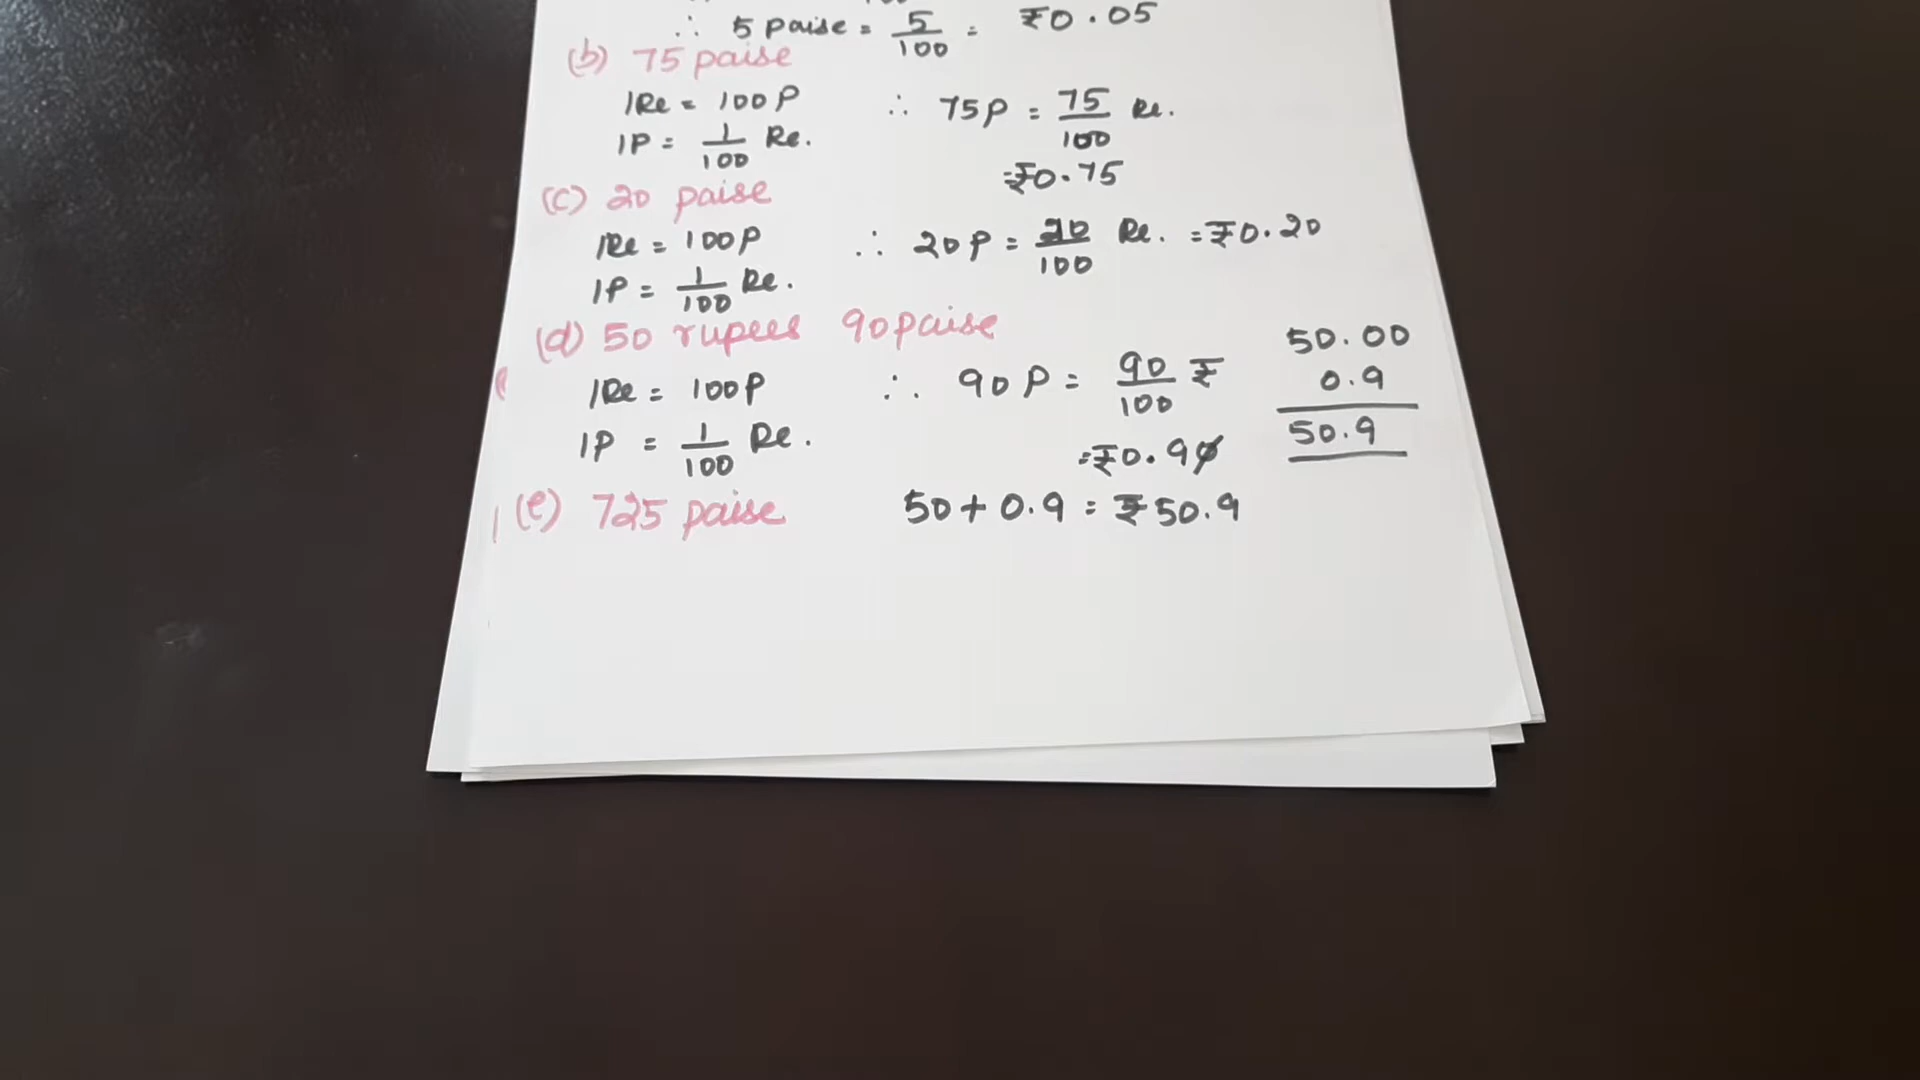 ∴ 5 paise = 5/100 = ₹0.05
(b) 75 paise
1Re = 100P ∴ 75P = 75/100 Re.
1P = 1/100 Re.
= ₹0.75
(c) 20 paise
1Re = 100P ∴ 20P = 20/100 Re. = ₹0.20
1P = 1/100 Re.
(d) 50 rupees 90paise
50.00
1Re = 100P ∴ 90P = 90/100 ₹
0.9
50.9
1P = 1/100 Re.
= ₹0.90
(e) 725 paise
50 + 0.9 = ₹50.9